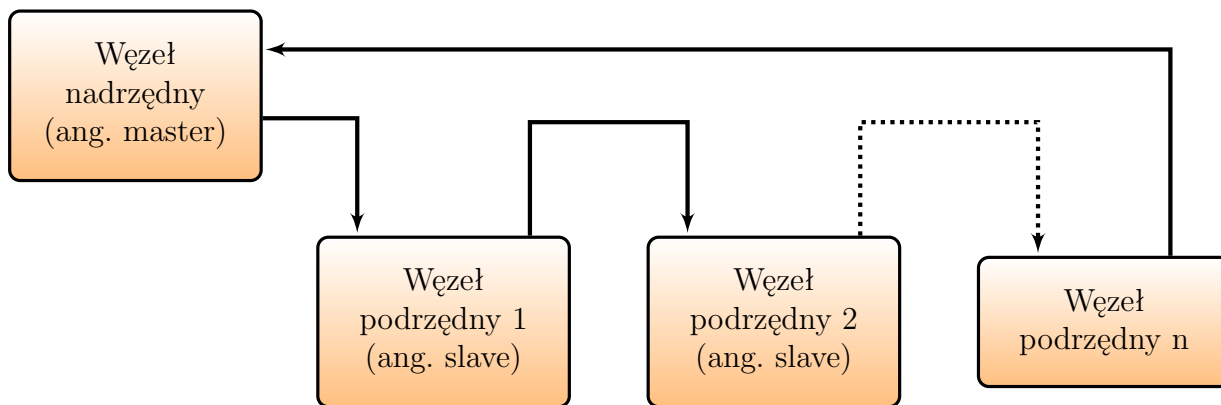 Węzeł
nadrzędny
(ang. master)
Węzeł
podrzędny 1
(ang. slave)
Węzeł
podrzędny 2
(ang. slave)
Węzeł
podrzędny n